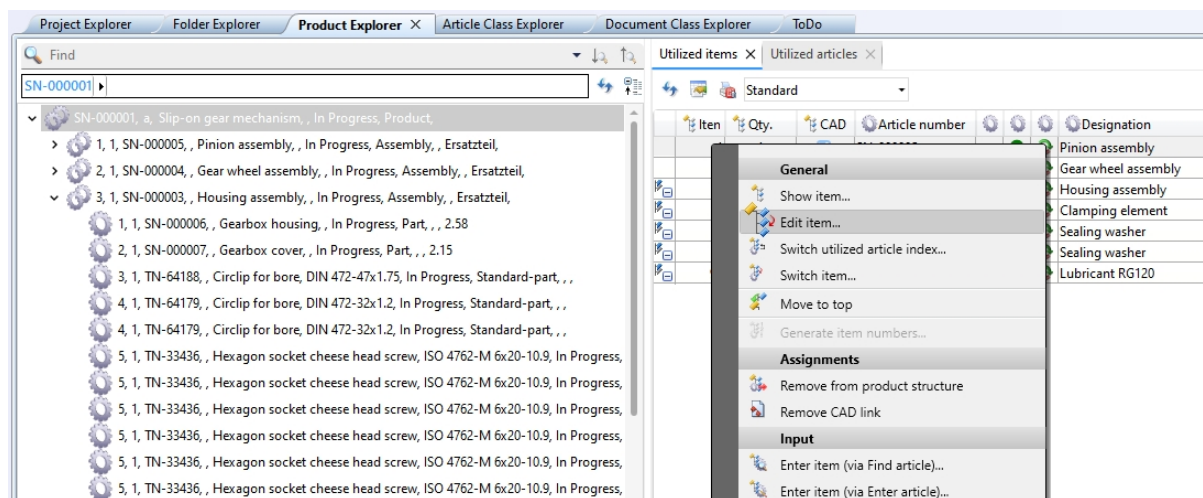 Project Explorer Folder Explorer Product Explorer Article Class Explorer Document Class Explorer ToDo
Find
SN-000001
SN-000001, a, Slip-on gear mechanism, , In Progress, Product,
1, 1, SN-000005, , Pinion assembly, , In Progress, Assembly, , Ersatzteil,
2, 1, SN-000004, , Gear wheel assembly, , In Progress, Assembly, , Ersatzteil,
3, 1, SN-000003, , Housing assembly, , In Progress, Assembly, , Ersatzteil,
1, 1, SN-000006, , Gearbox housing, , In Progress, Part, , , 2.58
2, 1, SN-000007, , Gearbox cover, , In Progress, Part, , , 2.15
3, 1, TN-64188, , Circlip for bore, DIN 472-47x1.75, In Progress, Standard-part, , ,
4, 1, TN-64179, , Circlip for bore, DIN 472-32x1.2, In Progress, Standard-part, , ,
4, 1, TN-64179, , Circlip for bore, DIN 472-32x1.2, In Progress, Standard-part, , ,
5, 1, TN-33436, , Hexagon socket cheese head screw, ISO 4762-M 6x20-10.9, In Progress,
5, 1, TN-33436, , Hexagon socket cheese head screw, ISO 4762-M 6x20-10.9, In Progress,
5, 1, TN-33436, , Hexagon socket cheese head screw, ISO 4762-M 6x20-10.9, In Progress,
5, 1, TN-33436, , Hexagon socket cheese head screw, ISO 4762-M 6x20-10.9, In Progress,
5, 1, TN-33436, , Hexagon socket cheese head screw, ISO 4762-M 6x20-10.9, In Progress,
5, 1, TN-33436, , Hexagon socket cheese head screw, ISO 4762-M 6x20-10.9, In Progress,
Utilized items Utilized articles
Standard
Iten Qty. CAD Article number Designation
Pinion assembly
Gear wheel assembly
Housing assembly
Clamping element
Sealing washer
Sealing washer
Lubricant RG120
General
Show item...
Edit item...
Switch utilized article index...
Switch item...
Move to top
Generate item numbers...
Assignments
Remove from product structure
Remove CAD link
Input
Enter item (via Find article)...
Enter item (via Enter article)...